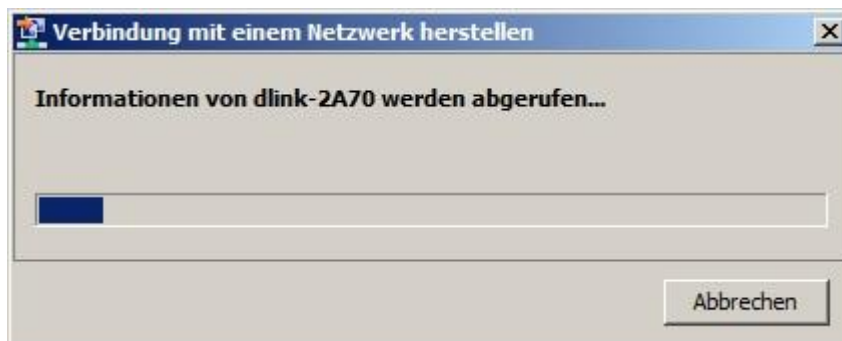 Verbindung mit einem Netzwerk herstellen
Informationen von dlink-2A70 werden abgerufen...
Abbrechen